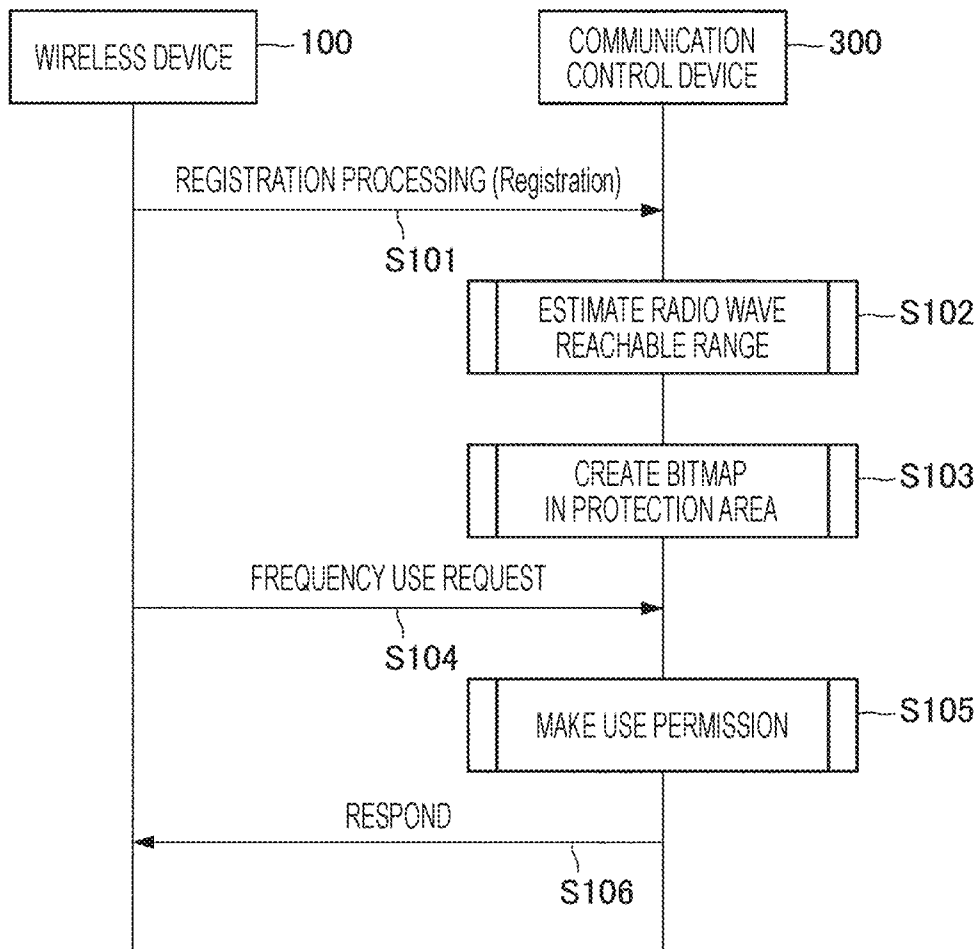 WIRELESS DEVICE
100
COMMUNICATION
CONTROL DEVICE
300
REGISTRATION PROCESSING (Registration)
S101
ESTIMATE RADIO WAVE
REACHABLE RANGE
S102
CREATE BITMAP
IN PROTECTION AREA
S103
FREQUENCY USE REQUEST
S104
MAKE USE PERMISSION
S105
RESPOND
S106